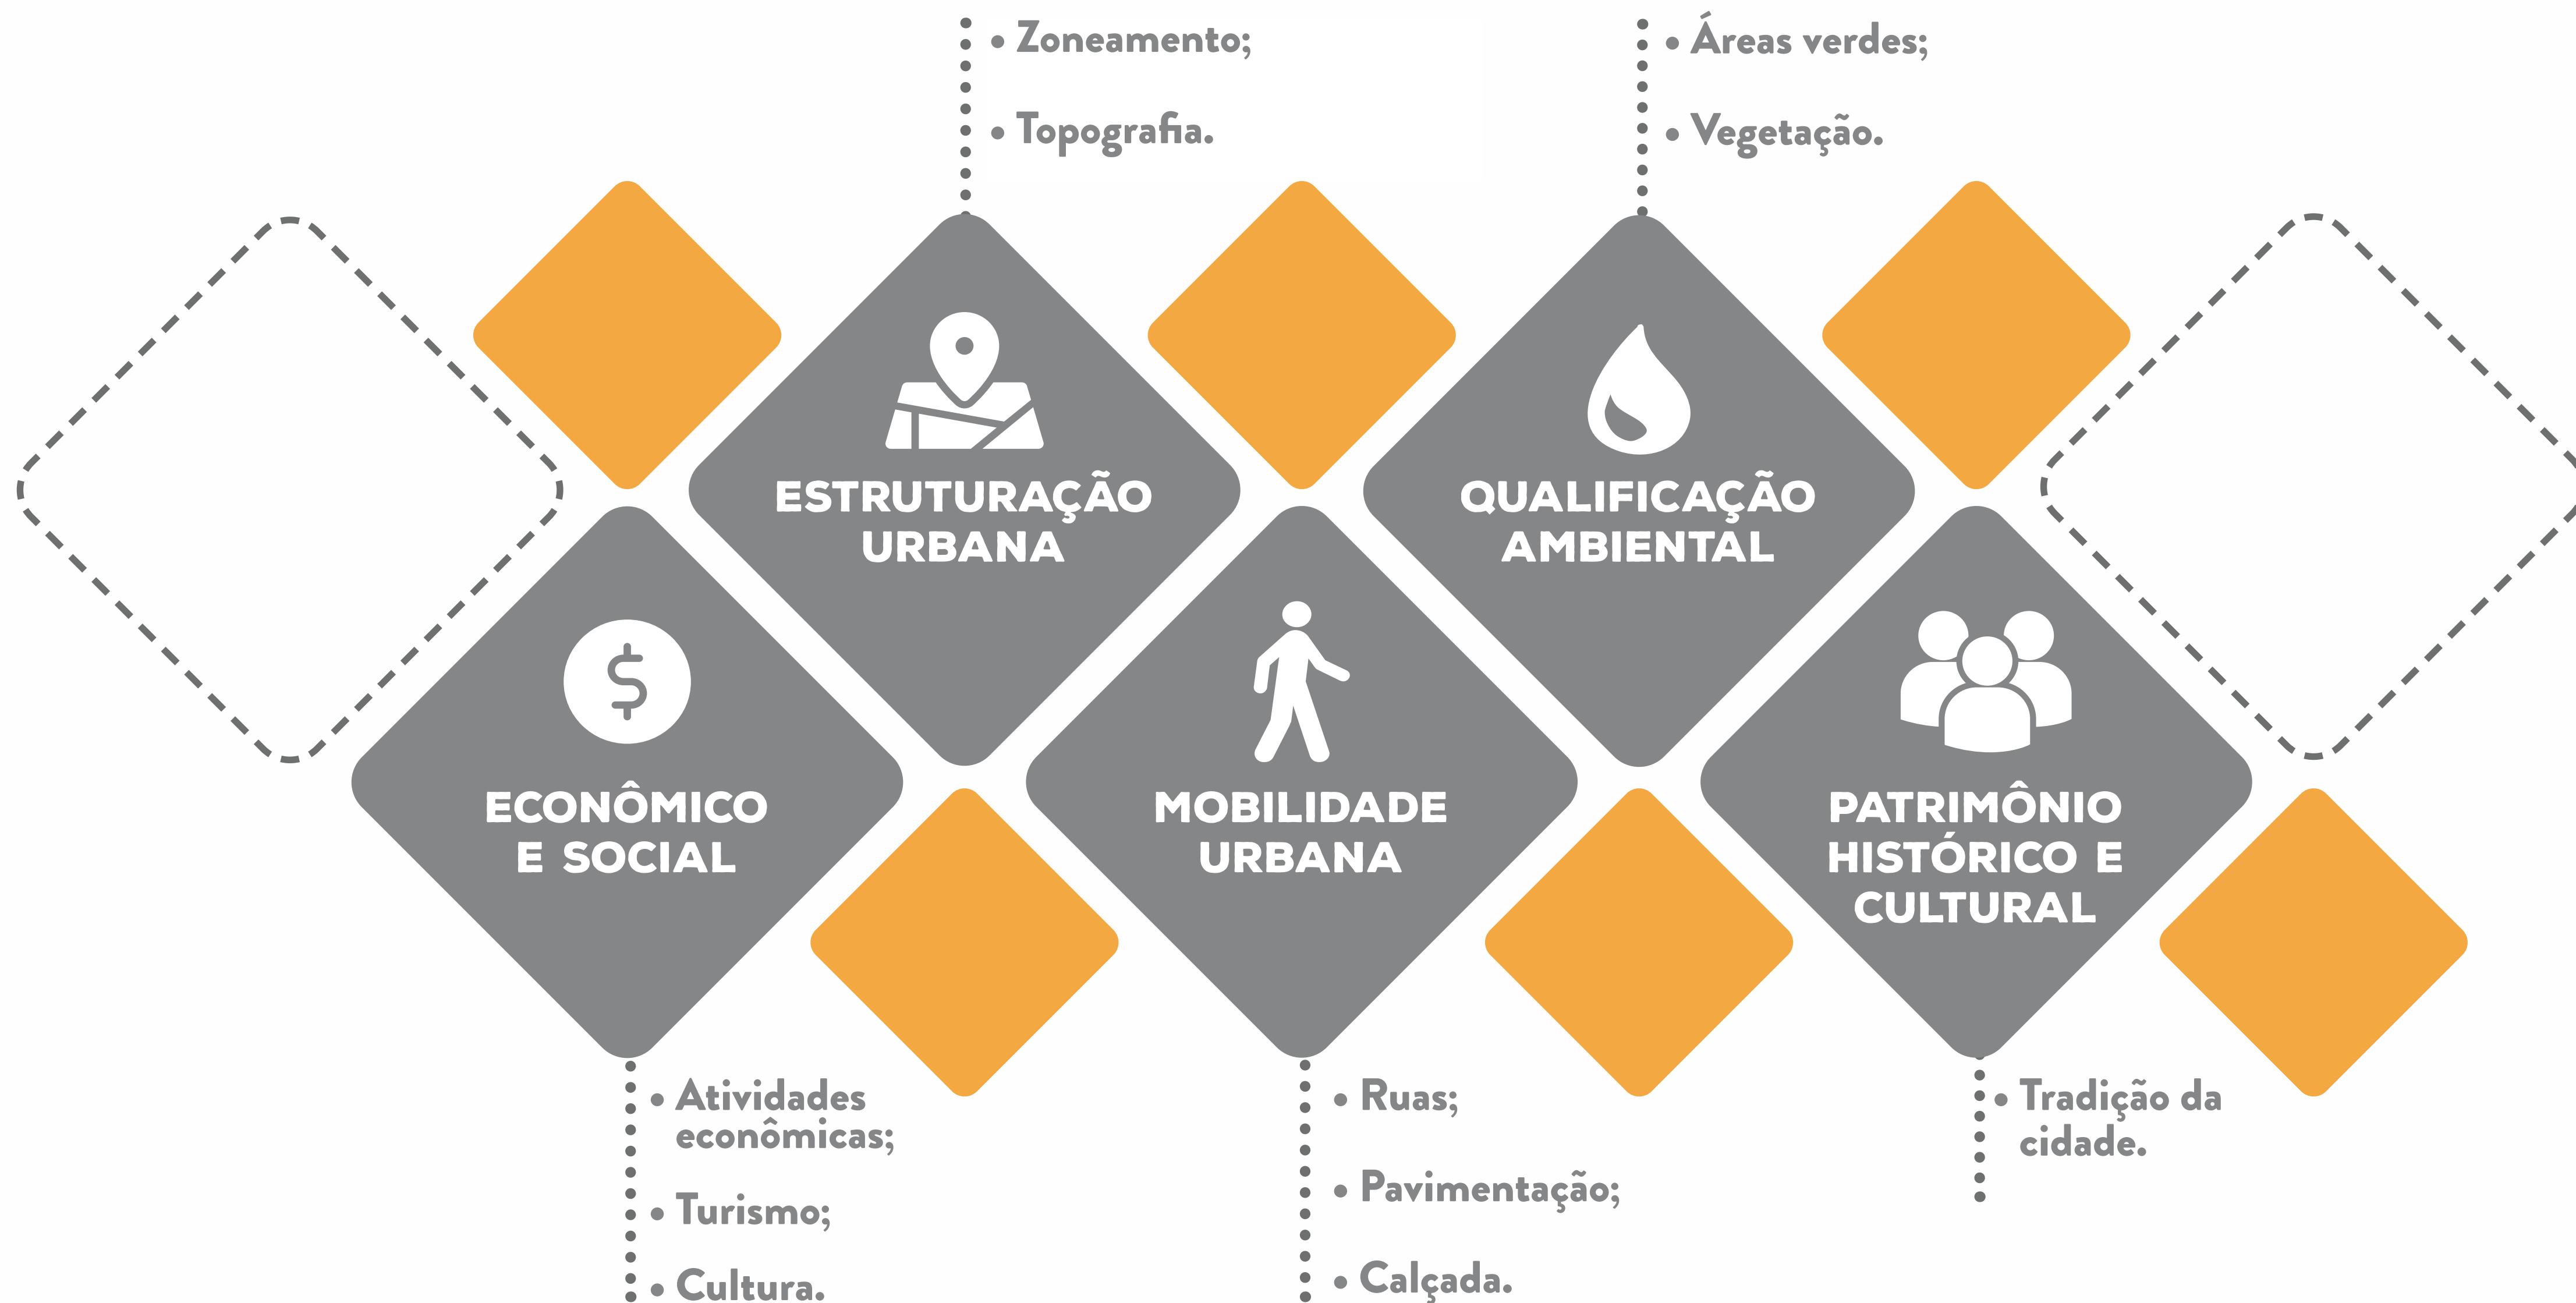 • Zoneamento;
• Topografia.
• Áreas verdes;
• Vegetação.
ESTRUTURAÇÃO
URBANA
QUALIFICAÇÃO
AMBIENTAL
ECONÔMICO
E SOCIAL
MOBILIDADE
URBANA
PATRIMÔNIO
HISTÓRICO E
CULTURAL
• Atividades
econômicas;
• Turismo;
• Cultura.
• Ruas;
• Pavimentação;
• Calçada.
• Tradição da
cidade.